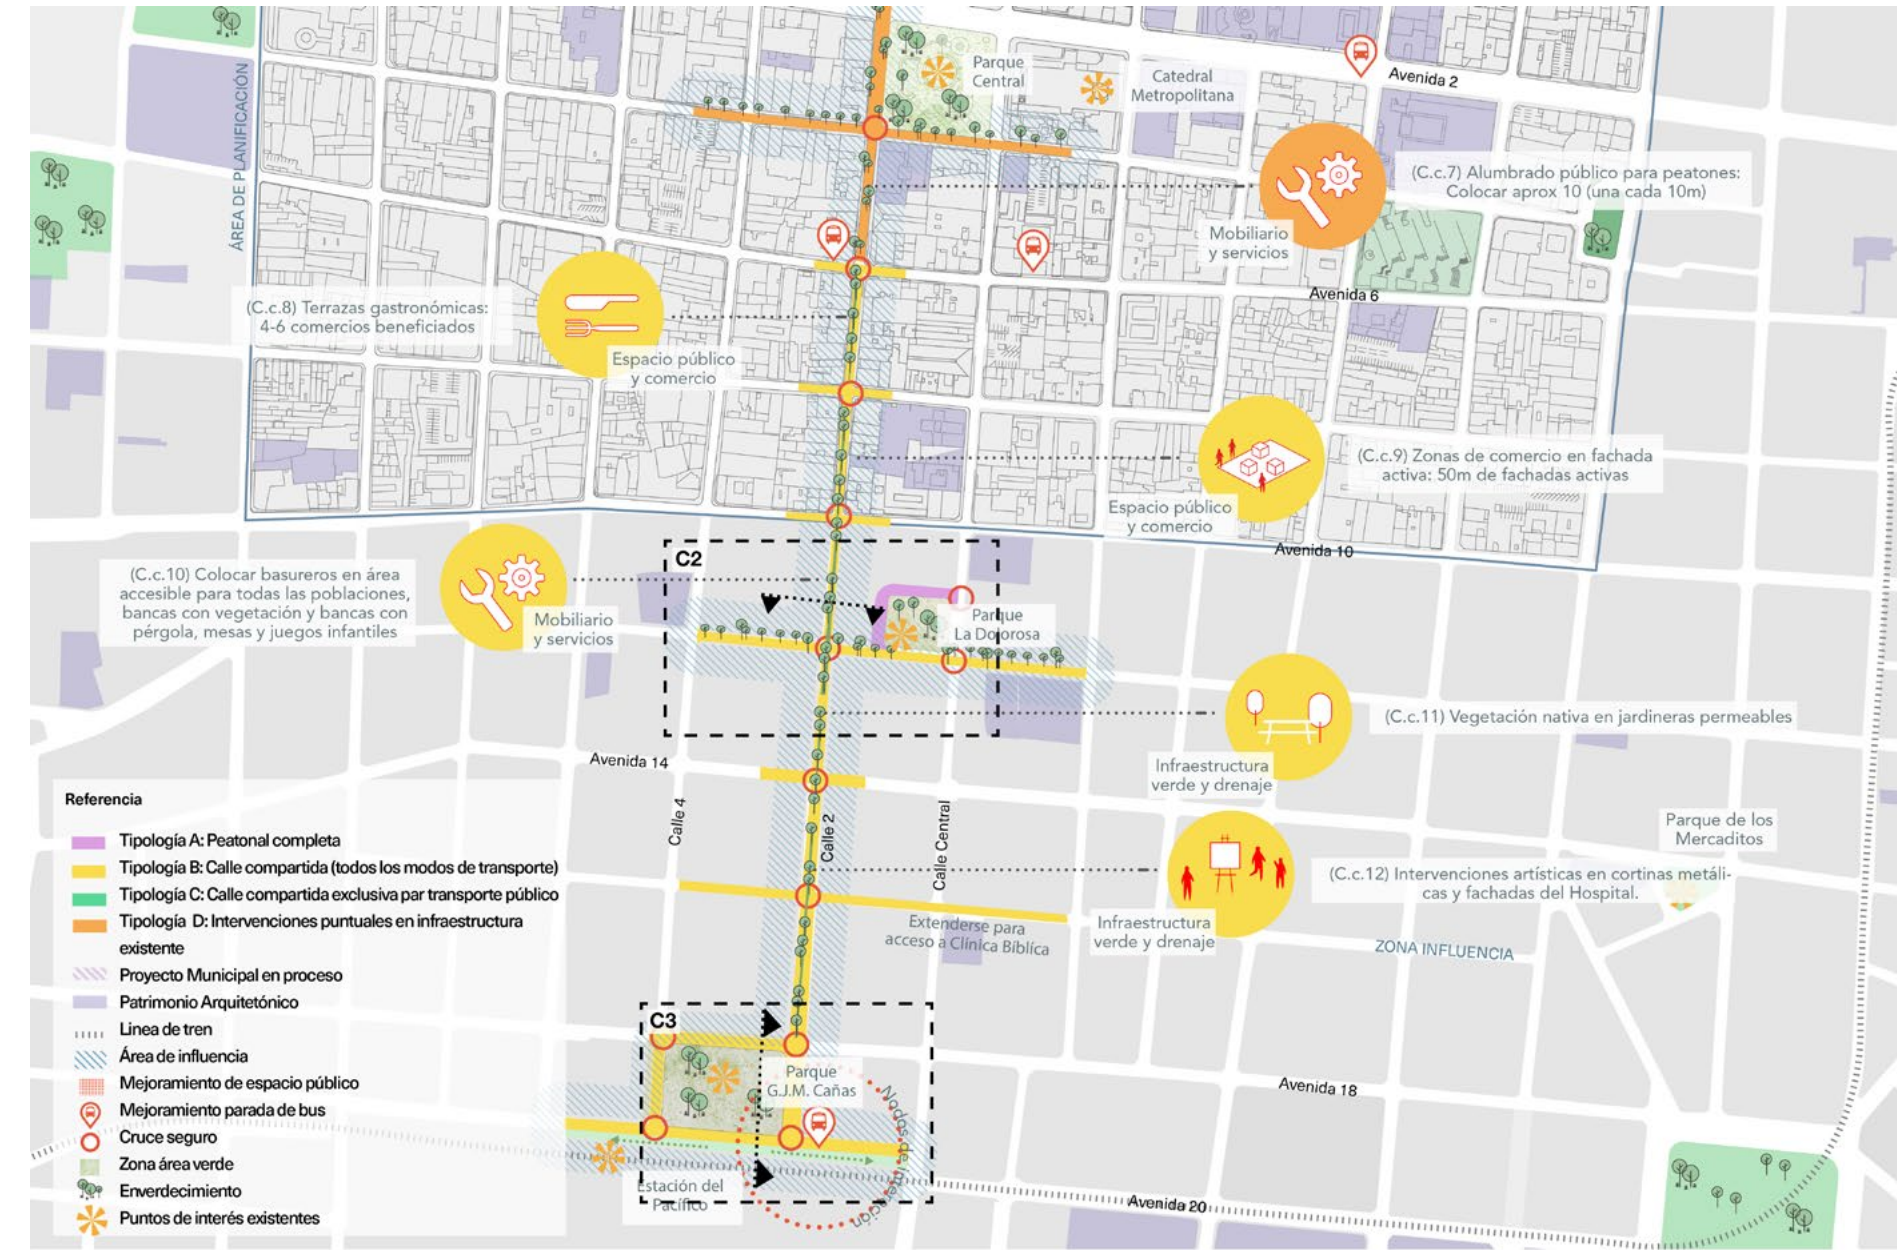 Parque
Central
Catedral
Metropolitana
Avenida 2
ÁREA DE PLANIFICACIÓN
(C.c.7) Alumbrado público para peatones:
Colocar aprox 10 (una cada 10m)
Mobiliario
y servicios
Avenida 6
(C.c.8) Terrazas gastronómicas:
4-6 comercios beneficiados
Espacio público
y comercio
(C.c.9) Zonas de comercio en fachada
activa: 50m de fachadas activas
Espacio público
y comercio
Avenida 10
C2
(C.c.10) Colocar basureros en área
accesible para todas las poblaciones,
bancas con vegetación y bancas con
pérgola, mesas y juegos infantiles
Mobiliario
y servicios
Parque
La Dolorosa
(C.c.11) Vegetación nativa en jardineras permeables
Infraestructura
verde y drenaje
Avenida 14
Calle 4
Calle 2
Calle Central
Parque de los
Mercaditos
(C.c.12) Intervenciones artísticas en cortinas metáli-
cas y fachadas del Hospital.
Infraestructura
verde y drenaje
Extenderse para
acceso a Clínica Bíblíca
ZONA INFLUENCIA
C3
Parque
G.J.M. Cañas
Nodos de Integración
Avenida 18
Estación del
Pacífico
Avenida 20
Referencia
Tipología A: Peatonal completa
Tipología B: Calle compartida (todos los modos de transporte)
Tipología C: Calle compartida exclusiva par transporte público
Tipología D: Intervenciones puntuales en infraestructura
existente
Proyecto Municipal en proceso
Patrimonio Arquitetónico
Linea de tren
Área de influencia
Mejoramiento de espacio público
Mejoramiento parada de bus
Cruce seguro
Zona área verde
Enverdecimiento
Puntos de interés existentes